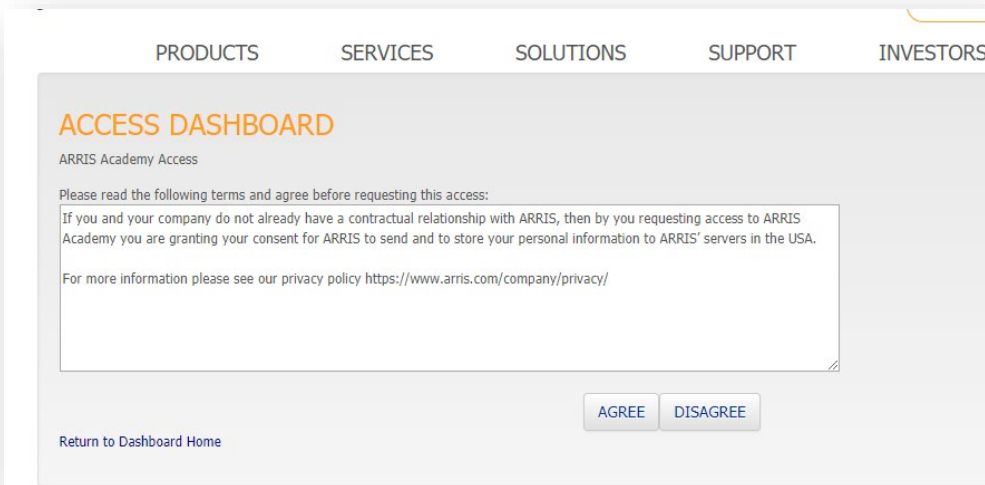 PRODUCTS SERVICES SOLUTIONS SUPPORT INVESTORS
ACCESS DASHBOARD
ARRIS Academy Access
Please read the following terms and agree before requesting this access:
If you and your company do not already have a contractual relationship with ARRIS, then by you requesting access to ARRIS
Academy you are granting your consent for ARRIS to send and to store your personal information to ARRIS' servers in the USA.
For more information please see our privacy policy https://www.arris.com/company/privacy/
AGREE DISAGREE
Return to Dashboard Home